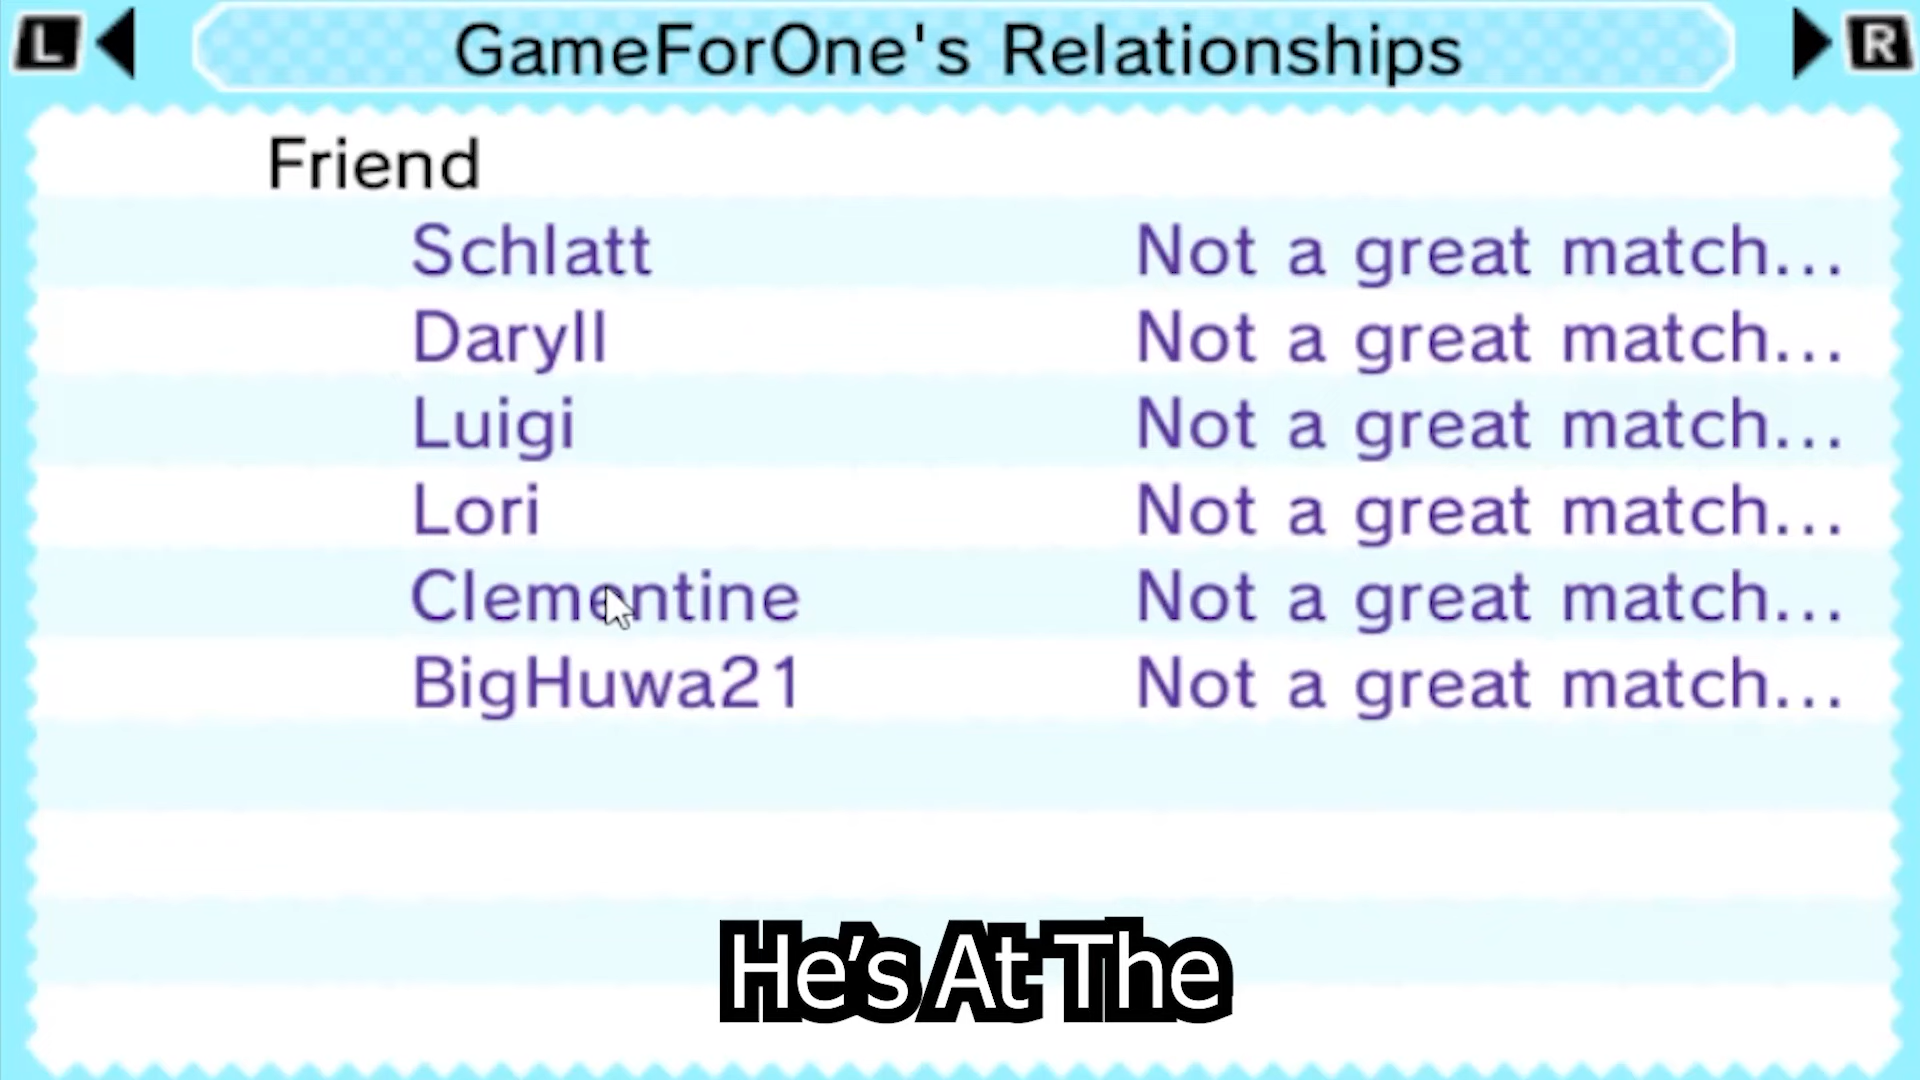 L GameForOne's Relationships R
Friend
Schlatt Not a great match...
Daryll Not a great match...
Luigi Not a great match...
Lori Not a great match...
Clementine Not a great match...
BigHuwa21 Not a great match...
He's At The